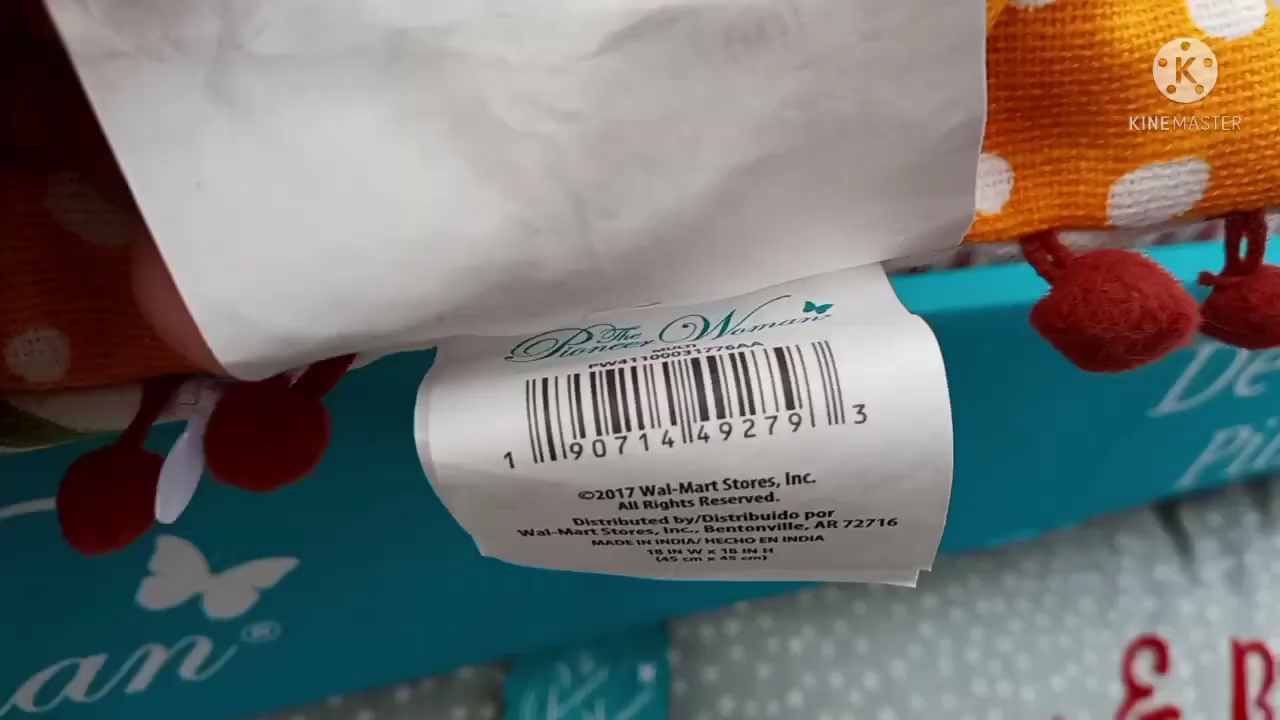 KINEMASTER
The
Pioneer Woman
PW41100031776AA
1 90714 49279 3
©2017 Wal-Mart Stores, Inc.
All Rights Reserved.
Distributed by/Distribuido por
Wal-Mart Stores, Inc., Bentonville, AR 72716
MADE IN INDIA/ HECHO EN INDIA
18 IN W x 18 IN H
(45 cm x 45 cm)
an®
De
&